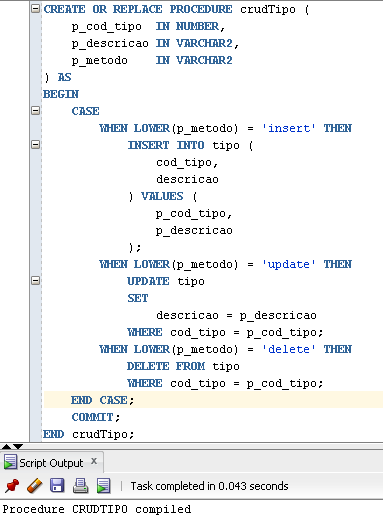 CREATE OR REPLACE PROCEDURE crudTipo (
    p_cod_tipo  IN NUMBER,
    p_descricao IN VARCHAR2,
    p_metodo    IN VARCHAR2
) AS
BEGIN
    CASE
        WHEN LOWER(p_metodo) = 'insert' THEN
            INSERT INTO tipo (
                cod_tipo,
                descricao
            ) VALUES (
                p_cod_tipo,
                p_descricao
            );
        WHEN LOWER(p_metodo) = 'update' THEN
            UPDATE tipo
            SET
                descricao = p_descricao
            WHERE cod_tipo = p_cod_tipo;
        WHEN LOWER(p_metodo) = 'delete' THEN
            DELETE FROM tipo
            WHERE cod_tipo = p_cod_tipo;
    END CASE;
    COMMIT;
END crudTipo;
Script Output x
Task completed in 0.043 seconds
Procedure CRUDTIPO compiled